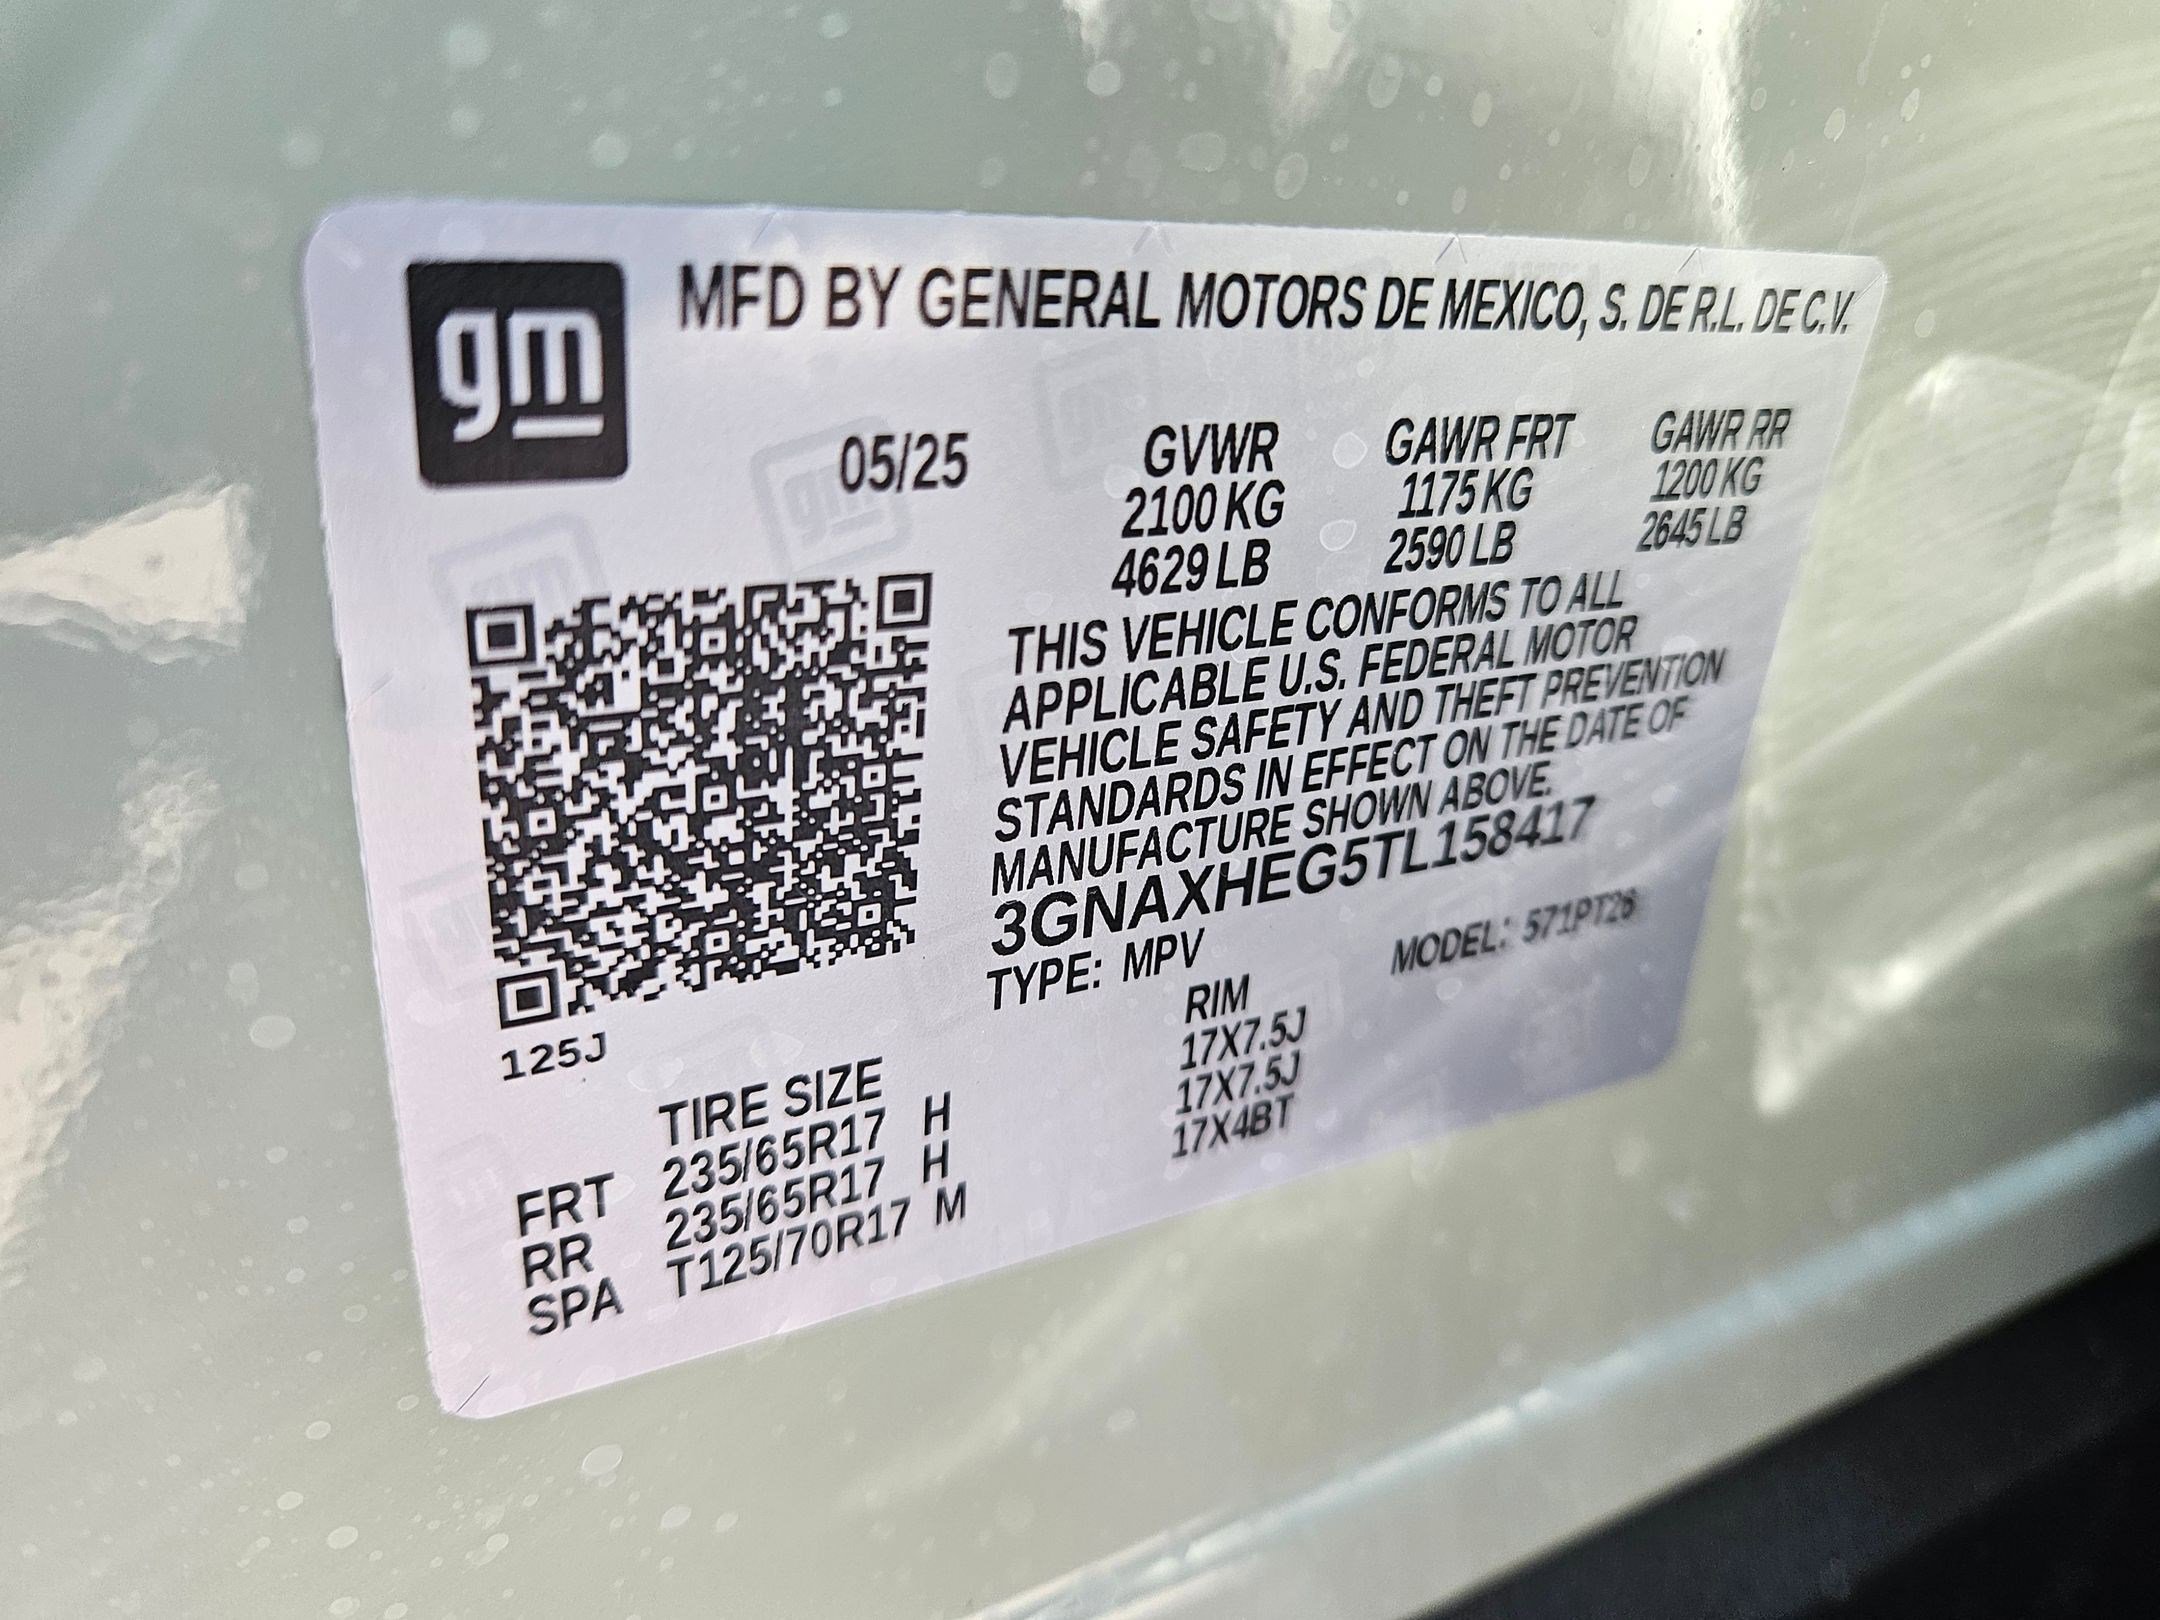 gm
MFD BY GENERAL MOTORS DE MEXICO, S. DE R.L. DE C.V.
05/25
GVWR GAWR FRT GAWR RR
2100 KG 1175 KG 1200 KG
4629 LB 2590 LB 2645 LB
THIS VEHICLE CONFORMS TO ALL
APPLICABLE U.S. FEDERAL MOTOR
VEHICLE SAFETY AND THEFT PREVENTION
STANDARDS IN EFFECT ON THE DATE OF
MANUFACTURE SHOWN ABOVE.
3GNAXHEG5TL158417
TYPE: MPV MODEL: 571PT26
125J
TIRE SIZE RIM
FRT 235/65R17 H 17X7.5J
RR 235/65R17 H 17X7.5J
SPA T125/70R17 M 17X4BT